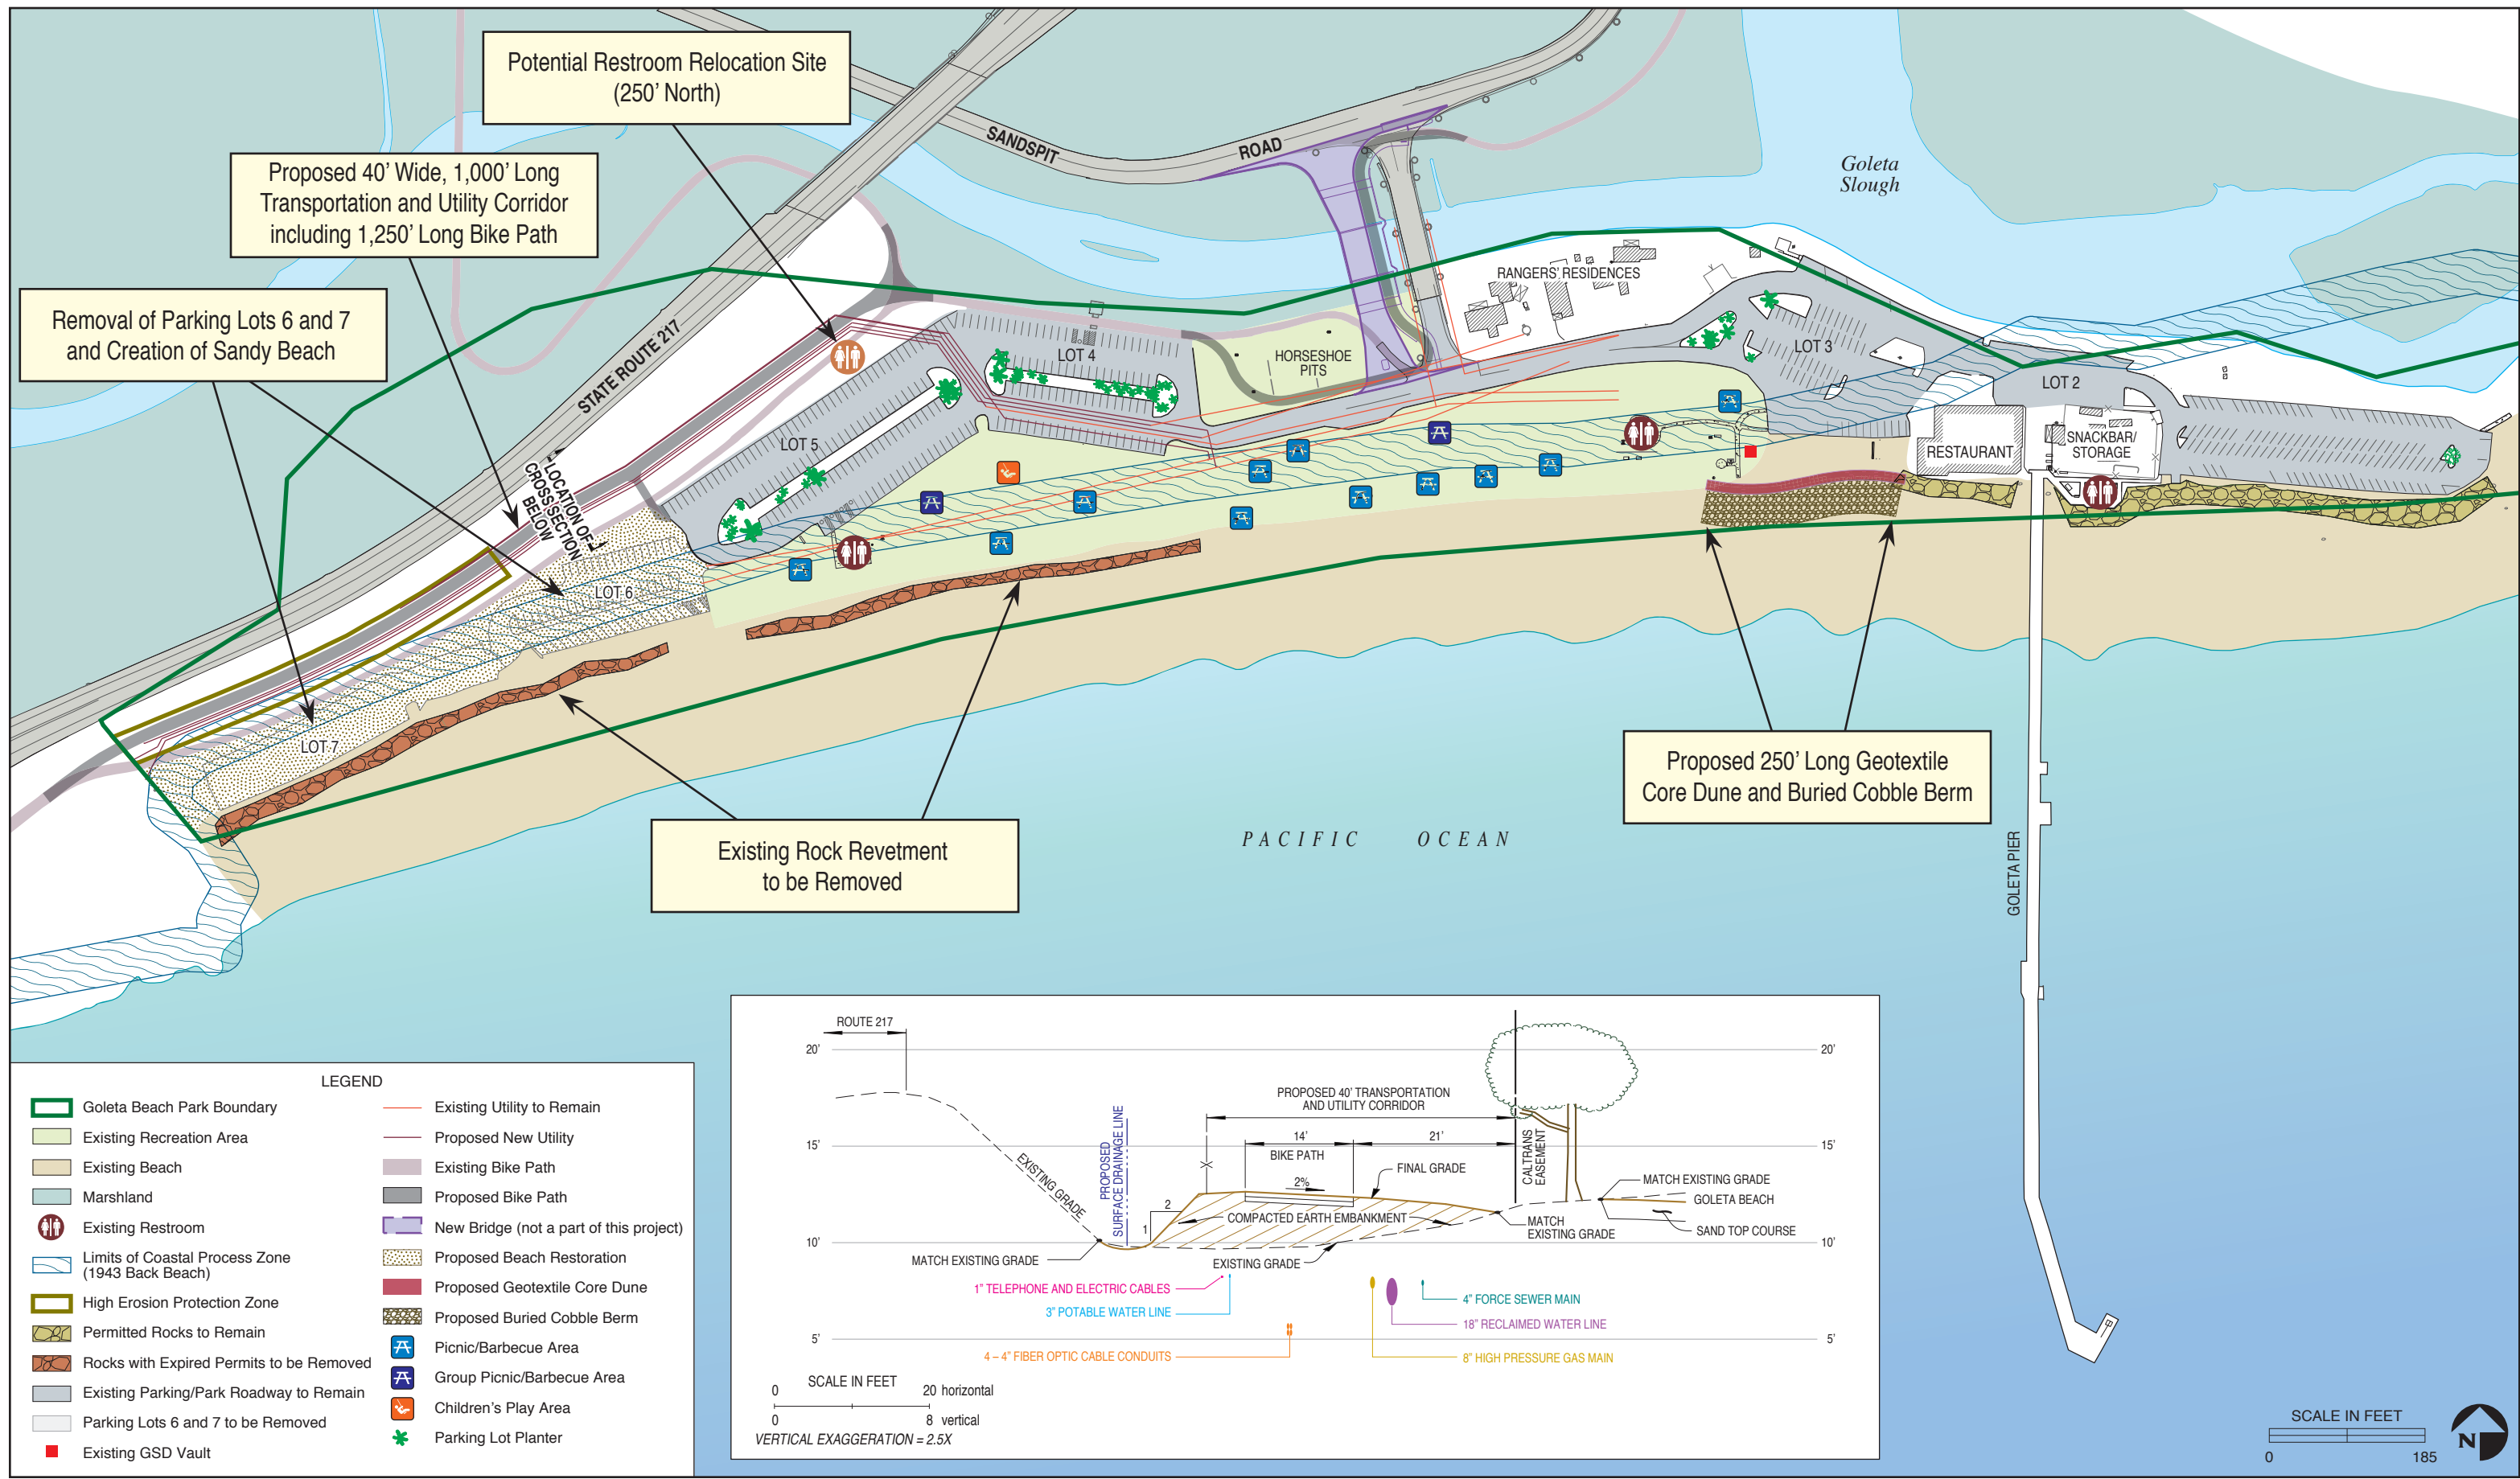 Potential Restroom Relocation Site
(250' North)
Proposed 40' Wide, 1,000' Long
Transportation and Utility Corridor
including 1,250' Long Bike Path
Removal of Parking Lots 6 and 7
and Creation of Sandy Beach
SANDSPIT
ROAD
Goleta
Slough
STATE ROUTE 217
LOCATION OF
CROSS-SECTION
BELOW
RANGERS' RESIDENCES
HORSESHOE
PITS
LOT 4
LOT 3
LOT 2
LOT 5
RESTAURANT
SNACKBAR/
STORAGE
LOT 6
LOT 7
Proposed 250' Long Geotextile
Core Dune and Buried Cobble Berm
Existing Rock Revetment
to be Removed
PACIFIC OCEAN
GOLETA PIER
LEGEND
Goleta Beach Park Boundary
Existing Recreation Area
Existing Beach
Marshland
Existing Restroom
Limits of Coastal Process Zone
(1943 Back Beach)
High Erosion Protection Zone
Permitted Rocks to Remain
Rocks with Expired Permits to be Removed
Existing Parking/Park Roadway to Remain
Parking Lots 6 and 7 to be Removed
Existing GSD Vault
Existing Utility to Remain
Proposed New Utility
Existing Bike Path
Proposed Bike Path
New Bridge (not a part of this project)
Proposed Beach Restoration
Proposed Geotextile Core Dune
Proposed Buried Cobble Berm
Picnic/Barbecue Area
Group Picnic/Barbecue Area
Children's Play Area
Parking Lot Planter
ROUTE 217
20'
20'
PROPOSED 40' TRANSPORTATION
AND UTILITY CORRIDOR
15'
15'
14'
21'
BIKE PATH
FINAL GRADE
2%
CALTRANS
EASEMENT
EXISTING GRADE
PROPOSED
SURFACE DRAINAGE LINE
2
1
COMPACTED EARTH EMBANKMENT
MATCH EXISTING GRADE
GOLETA BEACH
SAND TOP COURSE
MATCH
EXISTING GRADE
10'
10'
MATCH EXISTING GRADE
EXISTING GRADE
1" TELEPHONE AND ELECTRIC CABLES
3" POTABLE WATER LINE
4" FORCE SEWER MAIN
18" RECLAIMED WATER LINE
5'
5'
4 – 4" FIBER OPTIC CABLE CONDUITS
8" HIGH PRESSURE GAS MAIN
SCALE IN FEET
0 20 horizontal
0 8 vertical
VERTICAL EXAGGERATION = 2.5X
SCALE IN FEET
0 185
N